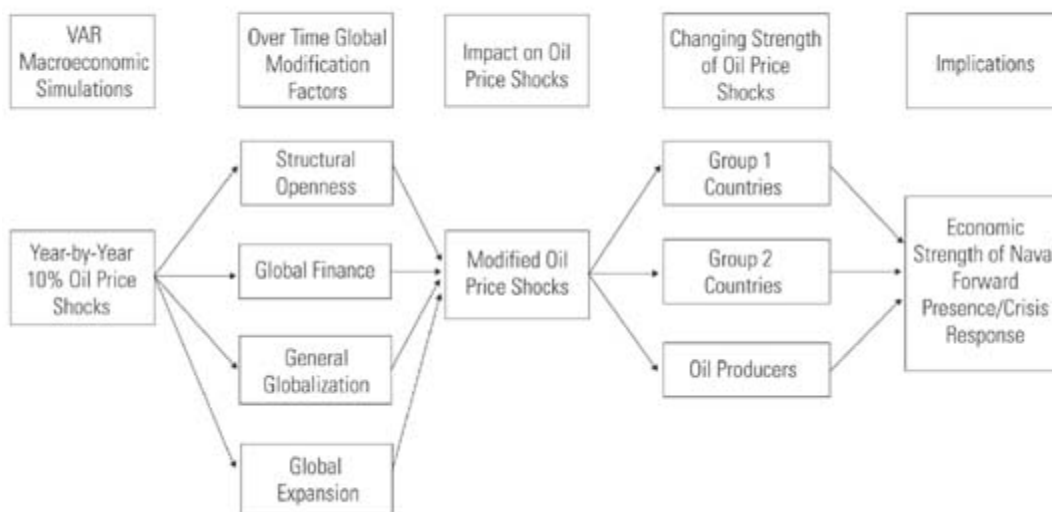 VAR
Macroeconomic
Simulations
Over Time Global
Modification
Factors
Impact on Oil
Price Shocks
Changing Strength
of Oil Price
Shocks
Implications
Year-by-Year
10% Oil Price
Shocks
Structural
Openness
Global Finance
General
Globalization
Global
Expansion
Modified Oil
Price Shocks
Group 1
Countries
Group 2
Countries
Oil Producers
Economic
Strength of Naval
Forward
Presence/Crisis
Response